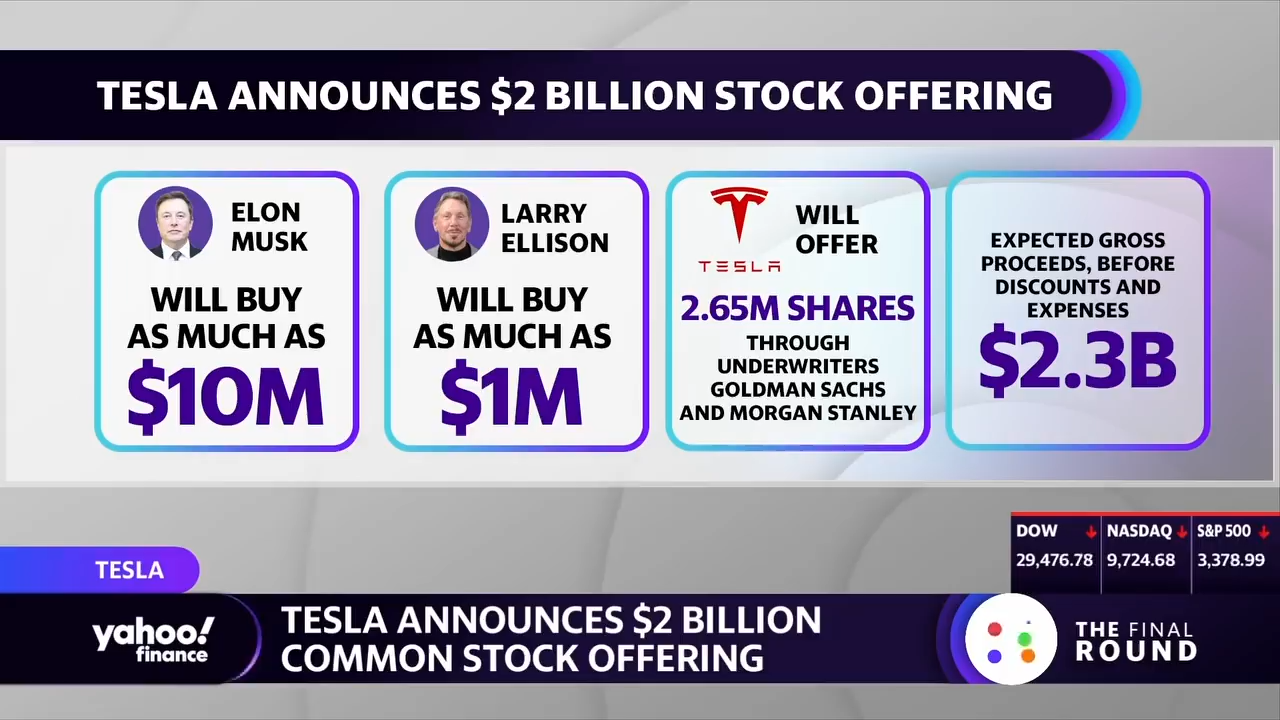 TESLA ANNOUNCES $2 BILLION STOCK OFFERING
ELON
MUSK
WILL BUY
AS MUCH AS
$10M
LARRY
ELLISON
WILL BUY
AS MUCH AS
$1M
TESLA
WILL
OFFER
2.65M SHARES
THROUGH
UNDERWRITERS
GOLDMAN SACHS
AND MORGAN STANLEY
EXPECTED GROSS
PROCEEDS, BEFORE
DISCOUNTS AND
EXPENSES
$2.3B
DOW
29,476.78
NASDAQ
9,724.68
S&P 500
3,378.99
TESLA
yahoo!
finance
TESLA ANNOUNCES $2 BILLION
COMMON STOCK OFFERING
THE FINAL
ROUND